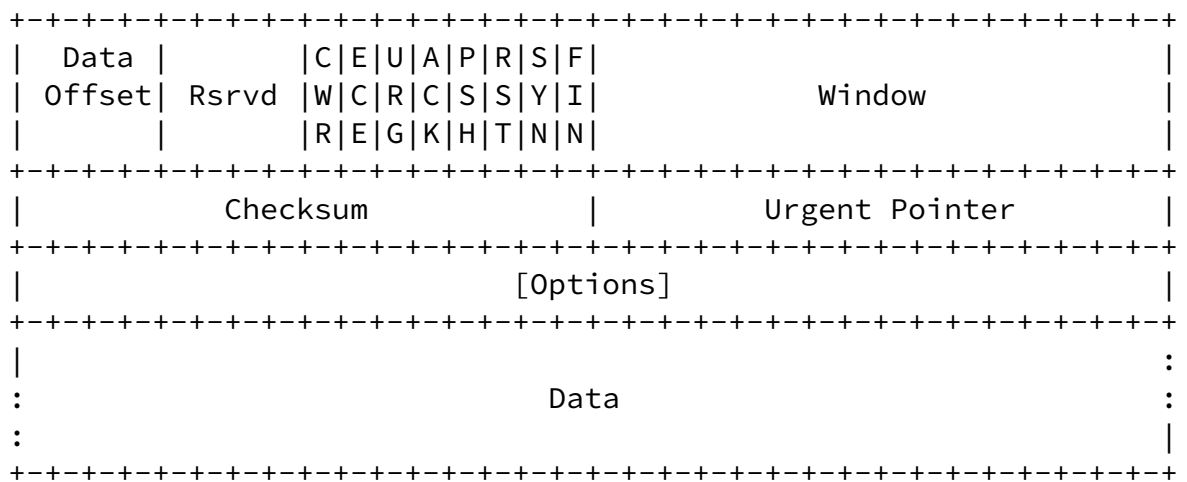 +-+-+-+-+-+-+-+-+-+-+-+-+-+-+-+-+-+-+-+-+-+-+-+-+-+-+-+-+-+-+-+-+
|  Data |       |C|E|U|A|P|R|S|F|                               |
| Offset| Rsrvd |W|C|R|C|S|S|Y|I|            Window             |
|       |       |R|E|G|K|H|T|N|N|                               |
+-+-+-+-+-+-+-+-+-+-+-+-+-+-+-+-+-+-+-+-+-+-+-+-+-+-+-+-+-+-+-+-+
|           Checksum            |         Urgent Pointer        |
+-+-+-+-+-+-+-+-+-+-+-+-+-+-+-+-+-+-+-+-+-+-+-+-+-+-+-+-+-+-+-+-+
|                           [Options]                           |
+-+-+-+-+-+-+-+-+-+-+-+-+-+-+-+-+-+-+-+-+-+-+-+-+-+-+-+-+-+-+-+-+
|                                                               :
:                             Data                              :
:                                                               |
+-+-+-+-+-+-+-+-+-+-+-+-+-+-+-+-+-+-+-+-+-+-+-+-+-+-+-+-+-+-+-+-+